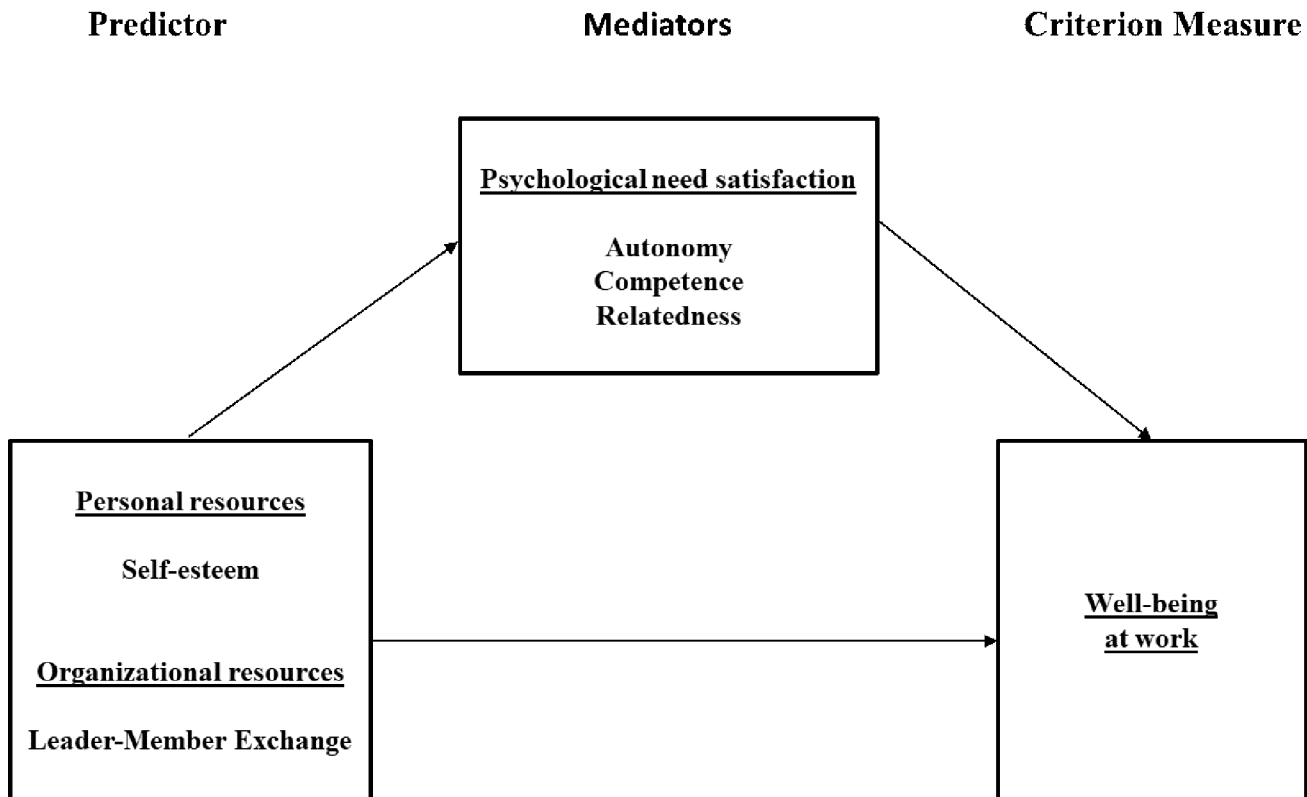 Predictor
Mediators
Criterion Measure
Psychological need satisfaction
Autonomy
Competence
Relatedness
Personal resources
Self-esteem
Organizational resources
Leader-Member Exchange
Well-being
at work